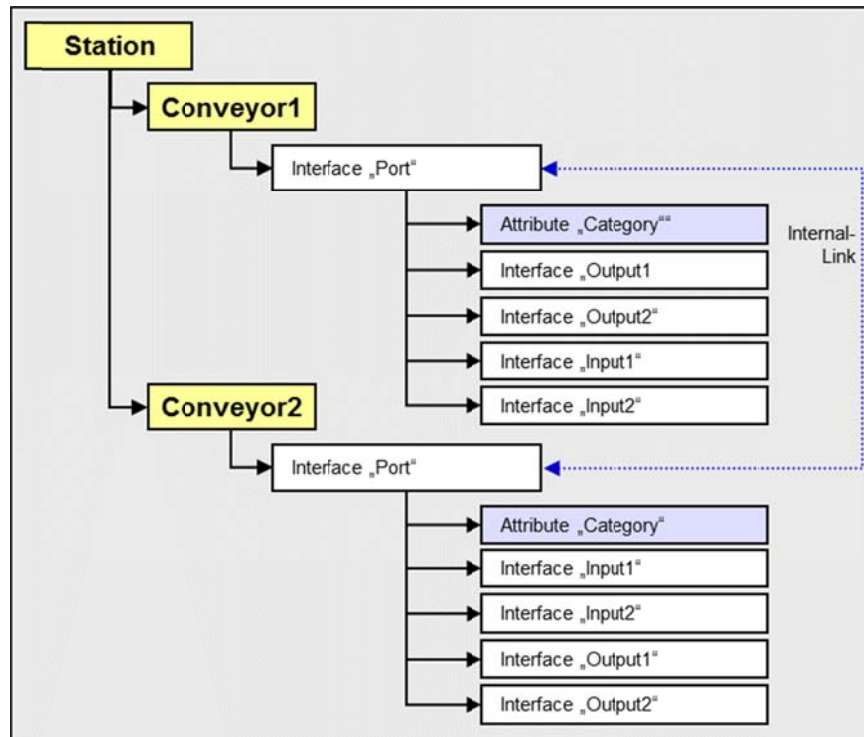 Station
Conveyor1
Interface „Port“
Attribute „Category““
Interface „Output1
Interface „Output2“
Interface „Input1“
Interface „Input2“
Internal-
Link
Conveyor2
Interface „Port“
Attribute „Category“
Interface „Input1“
Interface „Input2“
Interface „Output1“
Interface „Output2“